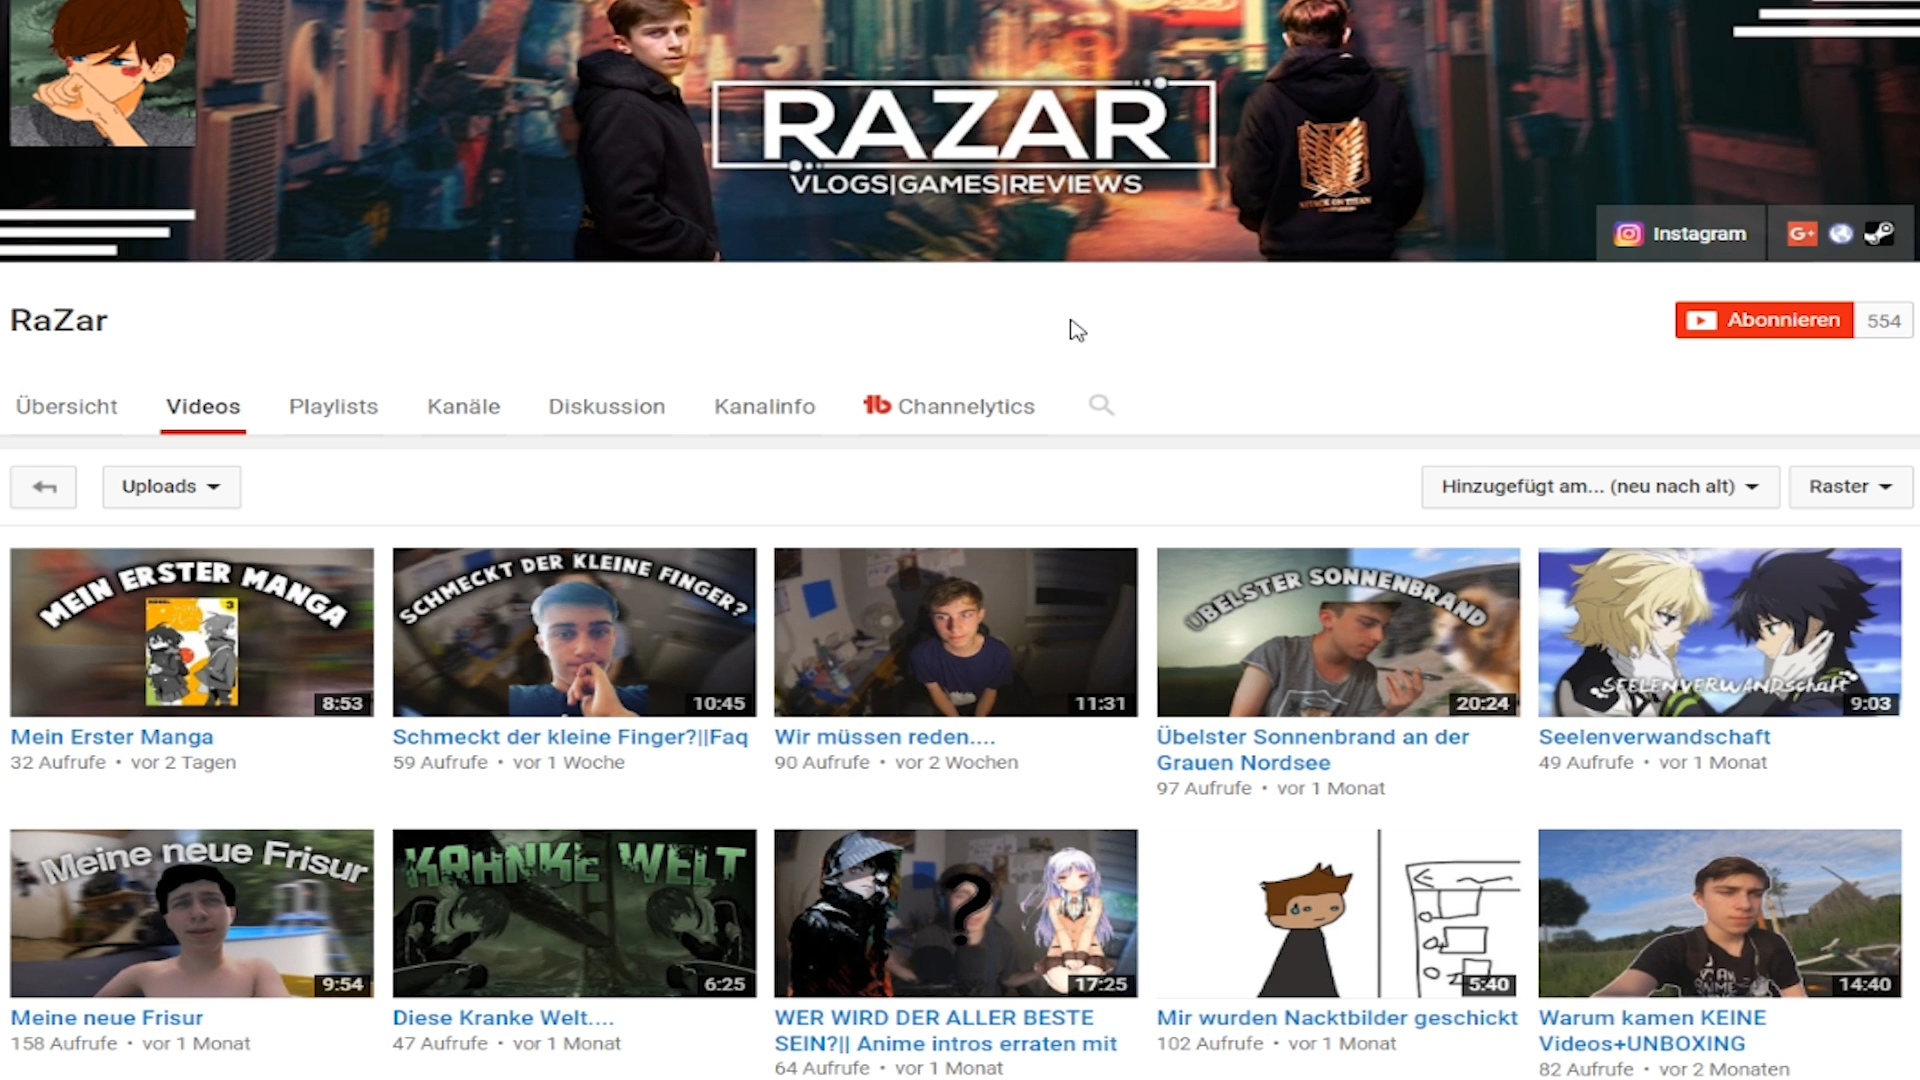 RAZAR
VLOGS|GAMES|REVIEWS
ATTACK ON TITAN
Instagram
G+
RaZar
Abonnieren 554
Übersicht Videos Playlists Kanäle Diskussion Kanalinfo Channelytics
Uploads Hinzugefügt am... (neu nach alt) Raster
MEIN ERSTER MANGA
3
8:53
SCHMECKT DER KLEINE FINGER?
10:45
11:31
ÜBELSTER SONNENBRAND
20:24
SEELENVERWANDSchaft
9:03
Mein Erster Manga
32 Aufrufe • vor 2 Tagen
Schmeckt der kleine Finger?||Faq
59 Aufrufe • vor 1 Woche
Wir müssen reden....
90 Aufrufe • vor 2 Wochen
Übelster Sonnenbrand an der
Grauen Nordsee
97 Aufrufe • vor 1 Monat
Seelenverwandschaft
49 Aufrufe • vor 1 Monat
Meine neue Frisur
9:54
KRANKE WELT
6:25
?
17:25
5:40
14:40
Meine neue Frisur
158 Aufrufe • vor 1 Monat
Diese Kranke Welt....
47 Aufrufe • vor 1 Monat
WER WIRD DER ALLER BESTE
SEIN?|| Anime intros erraten mit
64 Aufrufe • vor 1 Monat
Mir wurden Nacktbilder geschickt
102 Aufrufe • vor 1 Monat
Warum kamen KEINE
Videos+UNBOXING
82 Aufrufe • vor 2 Monaten